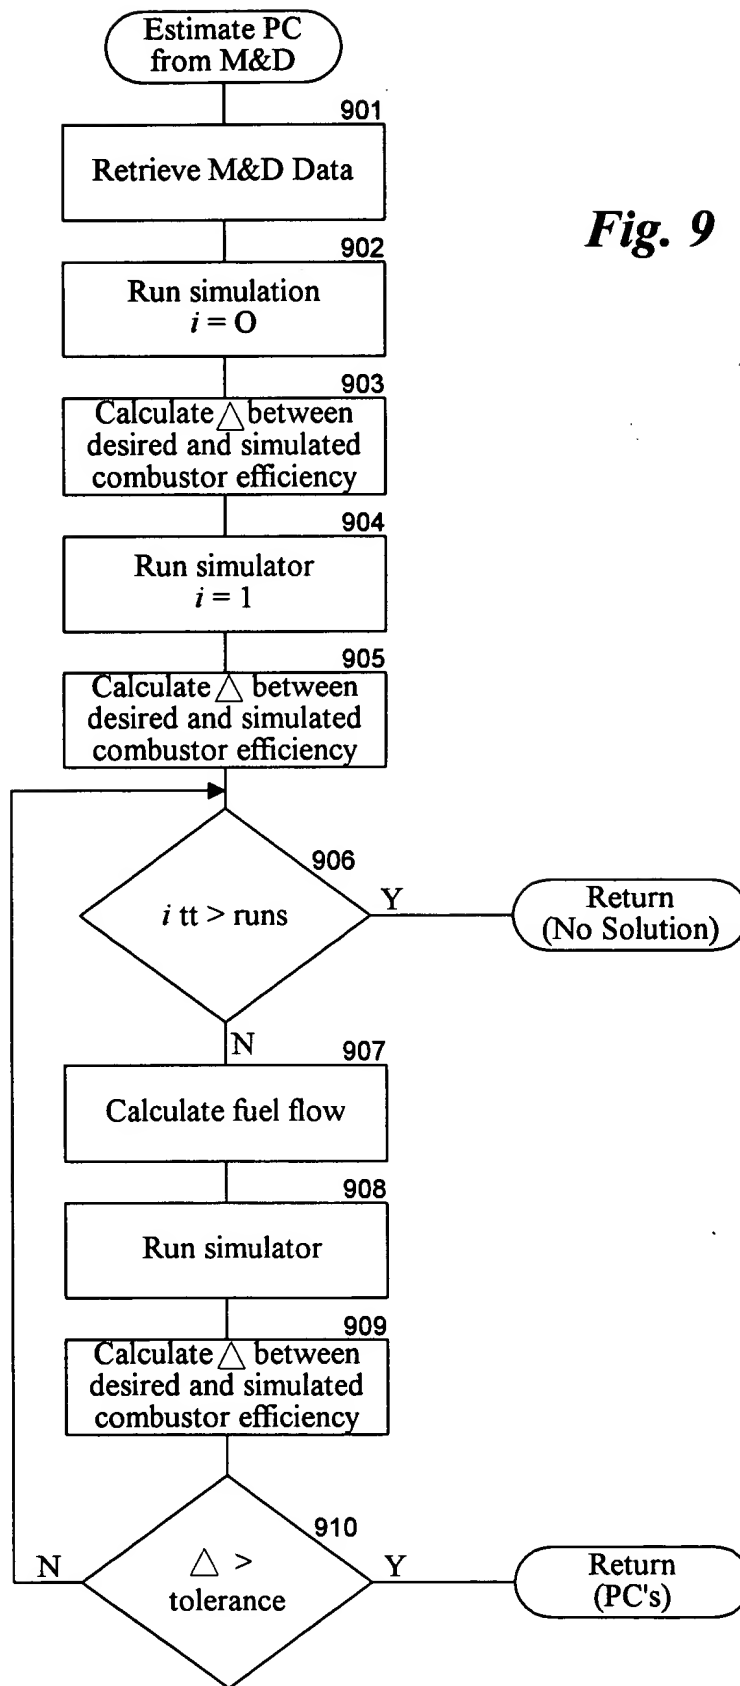 Estimate PC
from M&D
901
Retrieve M&D Data
Fig. 9
902
Run simulation
i = O
903
Calculate △ between
desired and simulated
combustor efficiency
904
Run simulator
i = 1
905
Calculate △ between
desired and simulated
combustor efficiency
906
i tt > runs
Y
Return
(No Solution)
N
907
Calculate fuel flow
908
Run simulator
909
Calculate △ between
desired and simulated
combustor efficiency
910
N
△ >
tolerance
Y
Return
(PC's)